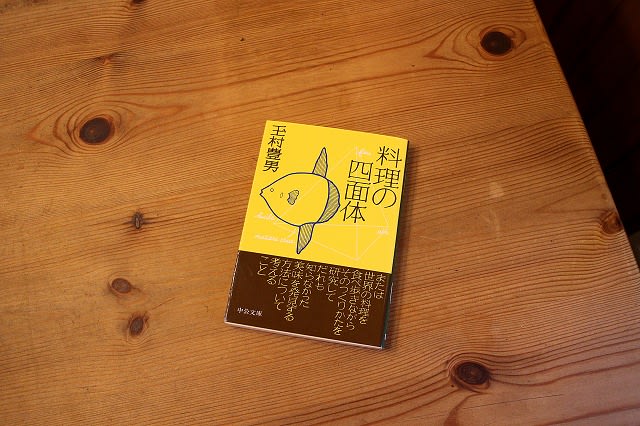 料理の
四面体
玉村豊男
または
世界の料理を
食べ歩きながら
そのつくりかたを
研究して
だれも
知らなかった
美味を発見する
方法について
考える
こと
中公文庫